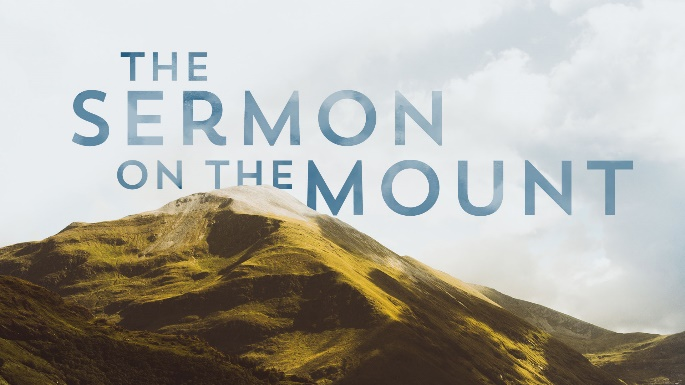 THE
SERMON
ON THE MOUNT